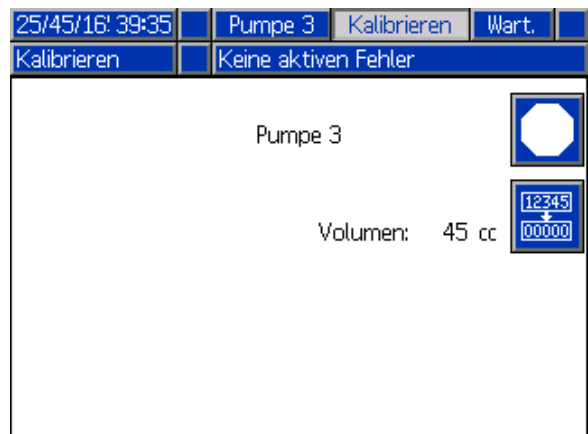 25/45/16! 39:35 Pumpe 3 Kalibrieren Wart.
Kalibrieren Keine aktiven Fehler
Pumpe 3
12345
Volumen: 45 cc
00000